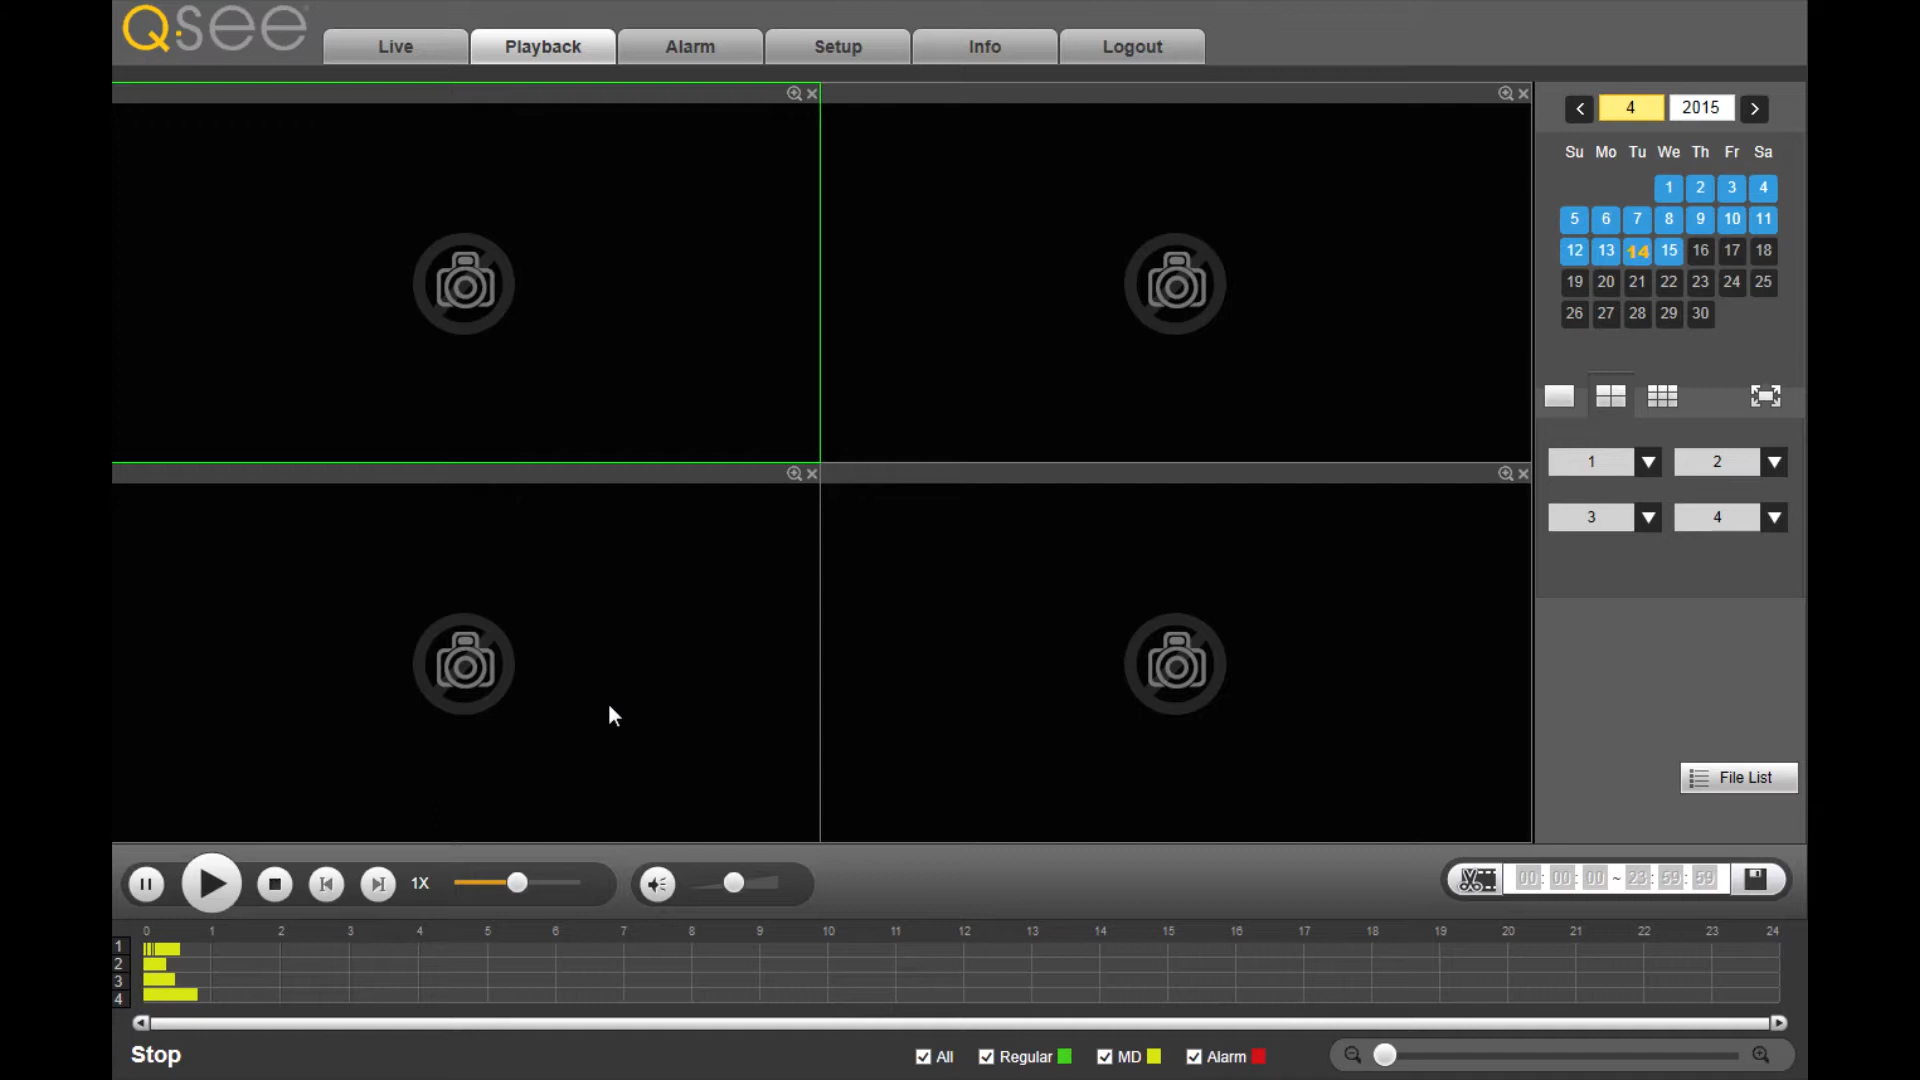 Q-See
Live Playback Alarm Setup Info Logout
4 2015
Su Mo Tu We Th Fr Sa
1 2 3 4
5 6 7 8 9 10 11
12 13 14 15 16 17 18
19 20 21 22 23 24 25
26 27 28 29 30
1 2
3 4
File List
1X
00: 00: 00 ~ 23: 59: 59
0 1 2 3 4 5 6 7 8 9 10 11 12 13 14 15 16 17 18 19 20 21 22 23 24
1
2
3
4
Stop
All Regular MD Alarm